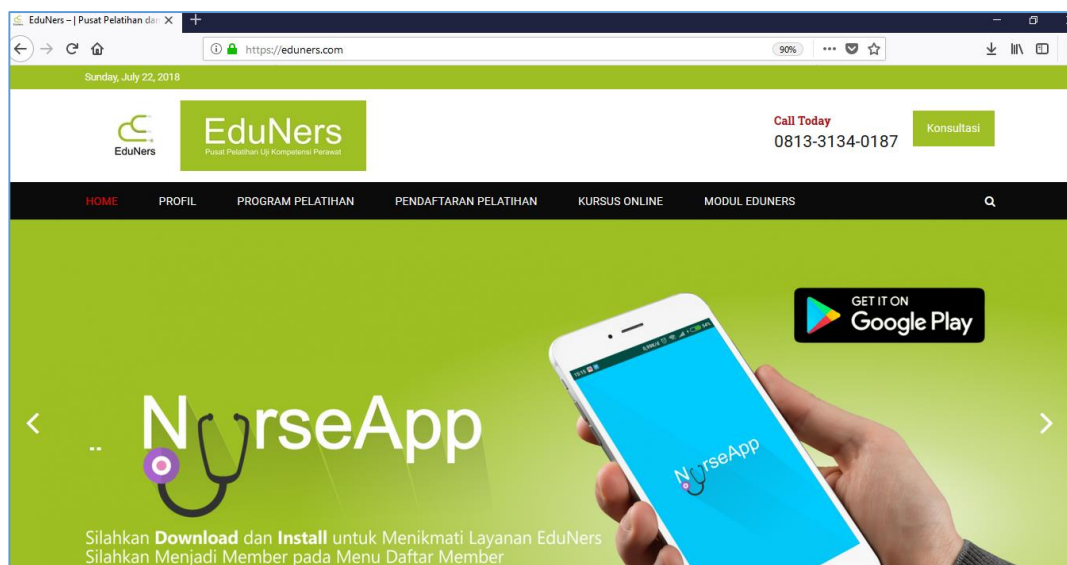 EduNers – | Pusat Pelatihan dan
https://eduners.com
90%
Sunday, July 22, 2018
EduNers
EduNers
Pusat Pelatihan Uji Kompetensi Perawat
Call Today
0813-3134-0187
Konsultasi
HOME PROFIL PROGRAM PELATIHAN PENDAFTARAN PELATIHAN KURSUS ONLINE MODUL EDUNERS
GET IT ON
Google Play
NurseApp
NurseApp
Silahkan Download dan Install untuk Menikmati Layanan EduNers
Silahkan Menjadi Member pada Menu Daftar Member